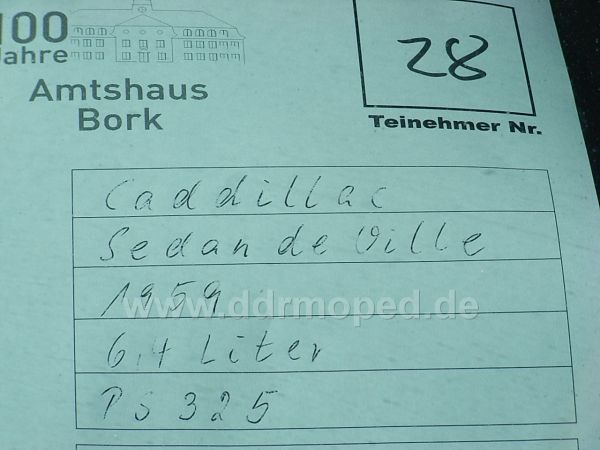 100
Jahre
Amtshaus
Bork
28
Teinehmer Nr.
Caddillac
Sedan de Ville
1959
www.ddrmoped.de
6,4 Liter
PS 325